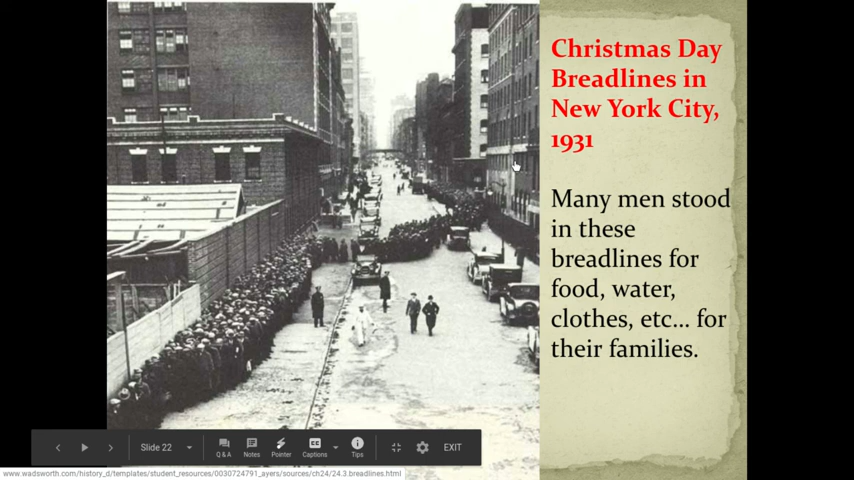 Christmas Day
Breadlines in
New York City,
1931
Many men stood
in these
breadlines for
food, water,
clothes, etc... for
their families.
Slide 22
Q & A
Notes
Pointer
Captions
Tips
EXIT
www.wadsworth.com/history_d/templates/student_resources/0030724791_ayers/sources/ch24/24.3.breadlines.html